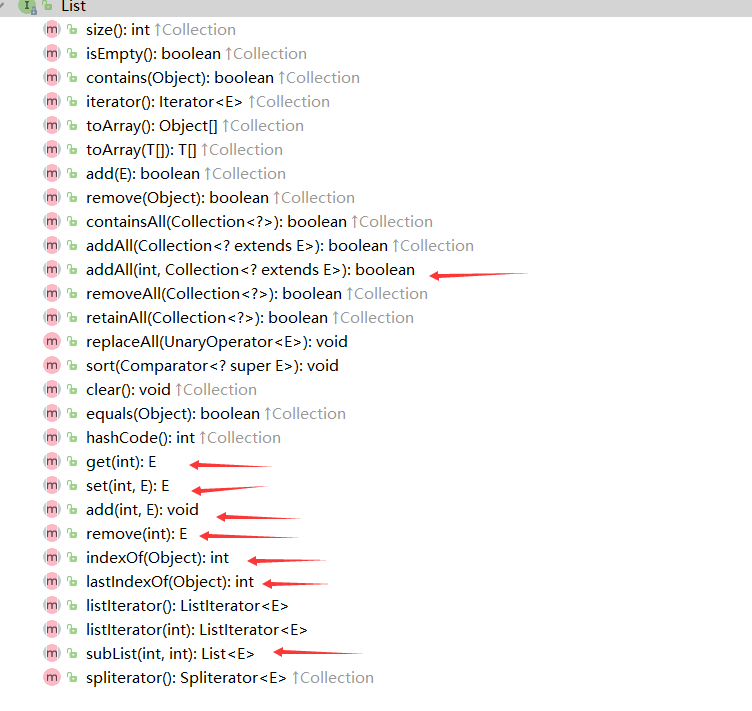 List
size(): int ↑Collection
isEmpty(): boolean ↑Collection
contains(Object): boolean ↑Collection
iterator(): Iterator<E> ↑Collection
toArray(): Object[] ↑Collection
toArray(T[]): T[] ↑Collection
add(E): boolean ↑Collection
remove(Object): boolean ↑Collection
containsAll(Collection<?>): boolean ↑Collection
addAll(Collection<? extends E>): boolean ↑Collection
addAll(int, Collection<? extends E>): boolean
removeAll(Collection<?>): boolean ↑Collection
retainAll(Collection<?>): boolean ↑Collection
replaceAll(UnaryOperator<E>): void
sort(Comparator<? super E>): void
clear(): void ↑Collection
equals(Object): boolean ↑Collection
hashCode(): int ↑Collection
get(int): E
set(int, E): E
add(int, E): void
remove(int): E
indexOf(Object): int
lastIndexOf(Object): int
listIterator(): ListIterator<E>
listIterator(int): ListIterator<E>
subList(int, int): List<E>
spliterator(): Spliterator<E> ↑Collection